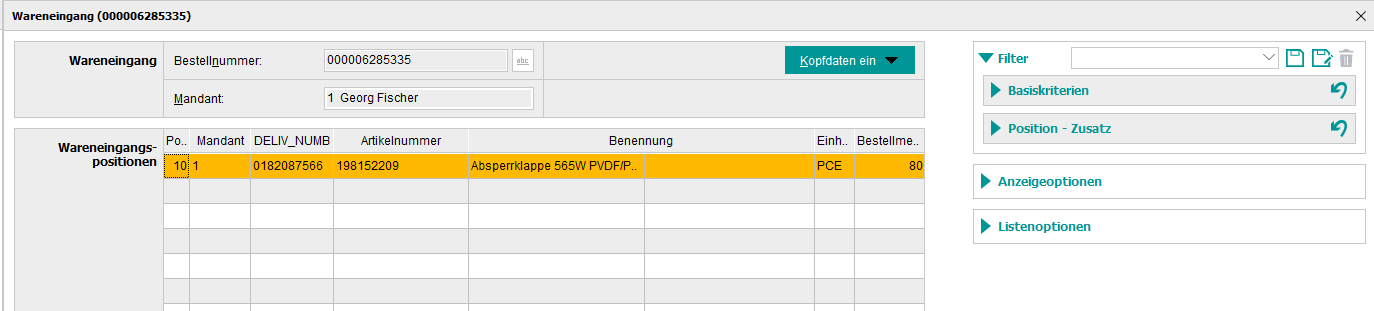 Wareneingang (000006285335)
Wareneingang
Bestellnummer:
000006285335
abc
Kopfdaten ein
Mandant:
1 Georg Fischer
Filter
Basiskriterien
Position - Zusatz
Anzeigeoptionen
Listenoptionen
Wareneingangs-
positionen
Po.. Mandant DELIV_NUMB Artikelnummer Benennung Einh.. Bestellme..
10 1 0182087566 198152209 Absperrklappe 565W PVDF/P.. PCE 80